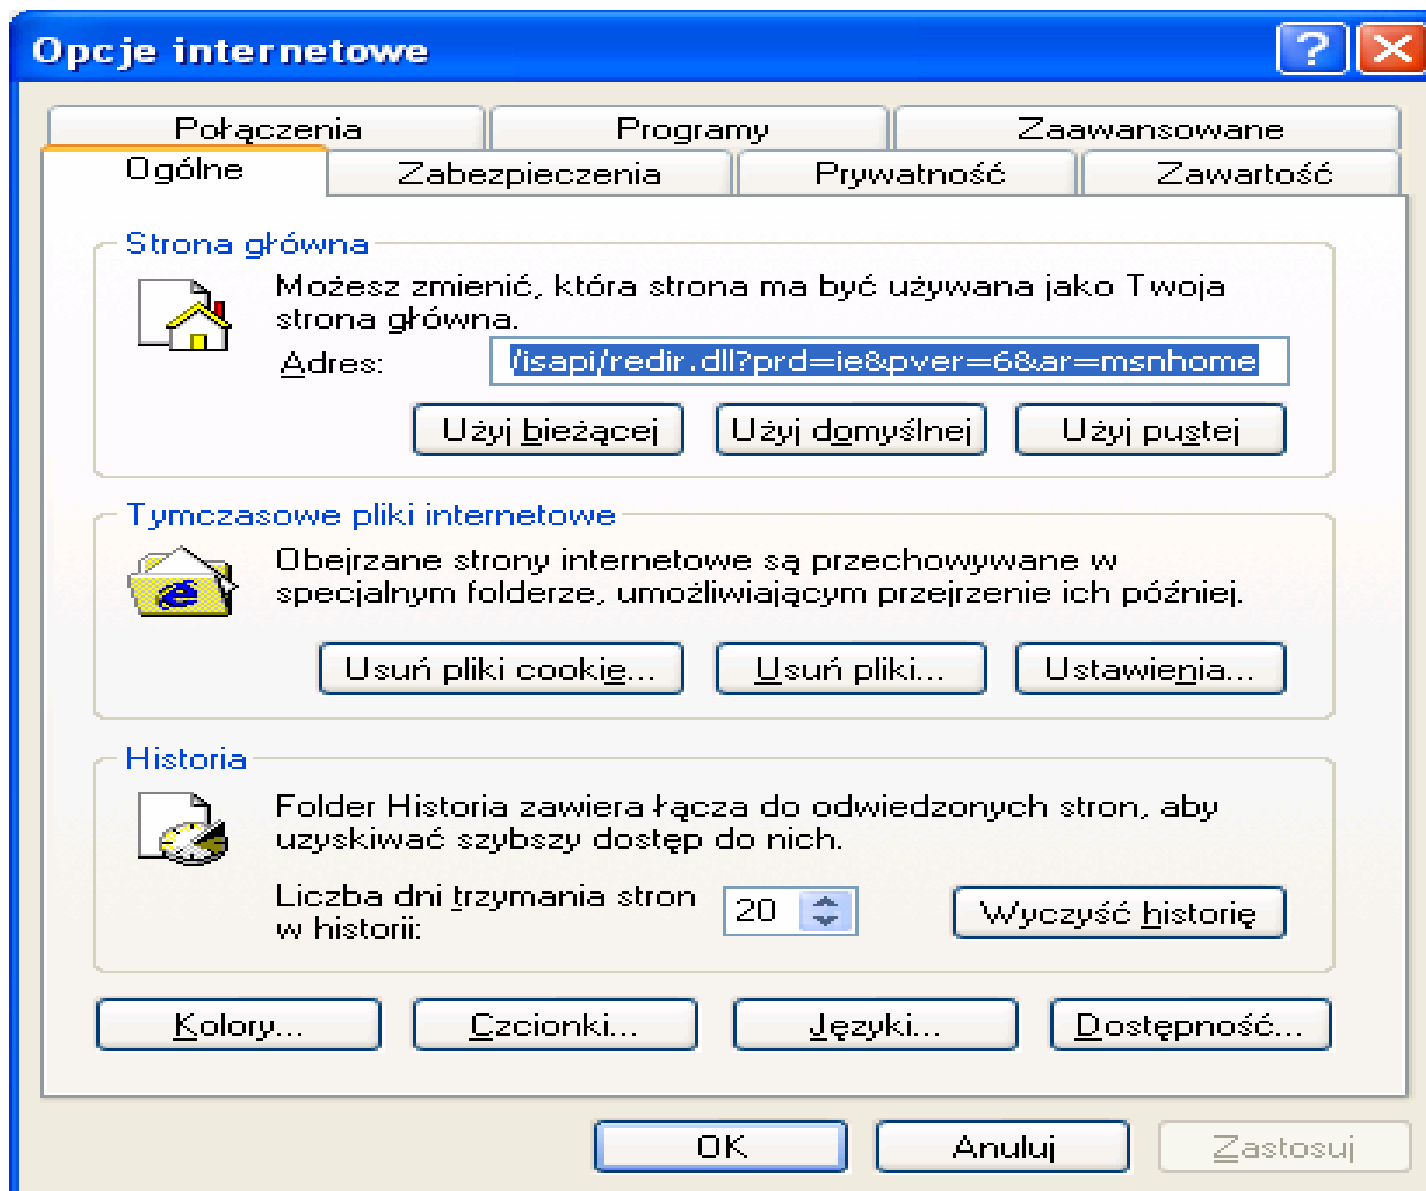 Opcje internetowe
Połączenia Programy Zaawansowane
Ogólne Zabezpieczenia Prywatność Zawartość
Strona główna
Możesz zmienić, która strona ma być używana jako Twoja
strona główna.
Adres: /isapi/redir.dll?prd=ie&pver=6&ar=msnhome
Użyj bieżącej Użyj domyślnej Użyj pustej
Tymczasowe pliki internetowe
Obejrzane strony internetowe są przechowywane w
specjalnym folderze, umożliwiającym przejrzenie ich później.
Usuń pliki cookie... Usuń pliki... Ustawienia...
Historia
Folder Historia zawiera łącza do odwiedzonych stron, aby
uzyskiwać szybszy dostęp do nich.
Liczba dni trzymania stron
w historii: 20 Wyczyść historię
Kolory... Czcionki... Języki... Dostępność...
OK Anuluj Zastosuj